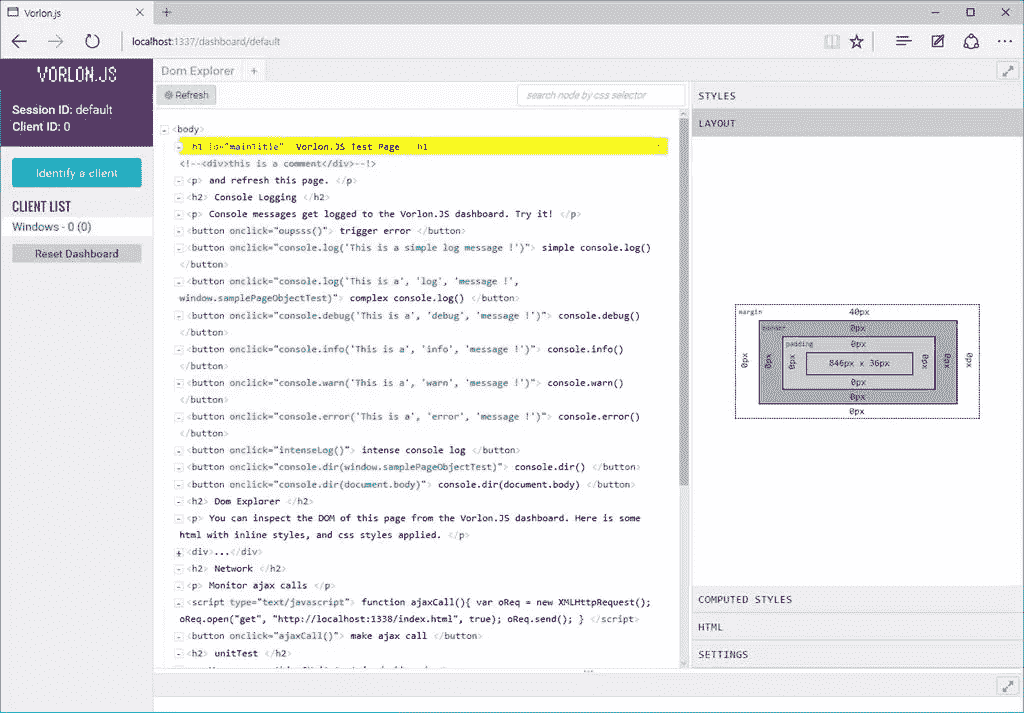 Vorlon.js
localhost:1337/dashboard/default
VORLON.JS
Session ID: default
Client ID: 0
Identify a client
CLIENT LIST
Windows - 0 (0)
Reset Dashboard
Dom Explorer +
Refresh
search node by css selector
<body>
h1 id="mainTitle" Vorlon.JS Test Page h1
<!--<div>this is a comment</div>--!>
<p> and refresh this page. </p>
<h2> Console Logging </h2>
<p> Console messages get logged to the Vorlon.JS dashboard. Try it! </p>
<button onclick="oupsss()"> trigger error </button>
<button onclick="console.log('This is a simple log message !')"> simple console.log()
</button>
<button onclick="console.log('This is a', 'log', 'message !',
window.samplePageObjectTest)"> complex console.log() </button>
<button onclick="console.debug('This is a', 'debug', 'message !')"> console.debug()
</button>
<button onclick="console.info('This is a', 'info', 'message !')"> console.info()
</button>
<button onclick="console.warn('This is a', 'warn', 'message !')"> console.warn()
</button>
<button onclick="console.error('This is a', 'error', 'message !')"> console.error()
</button>
<button onclick="intenseLog()"> intense console log </button>
<button onclick="console.dir(window.samplePageObjectTest)"> console.dir() </button>
<button onclick="console.dir(document.body)"> console.dir(document.body) </button>
<h2> Dom Explorer </h2>
<p> You can inspect the DOM of this page from the Vorlon.JS dashboard. Here is some
html with inline styles, and css styles applied. </p>
<div>...</div>
<h2> Network </h2>
<p> Monitor ajax calls </p>
<script type="text/javascript"> function ajaxCall(){ var oReq = new XMLHttpRequest();
oReq.open("get", "http://localhost:1338/index.html", true); oReq.send(); } </script>
<button onclick="ajaxCall()"> make ajax call </button>
<h2> unitTest </h2>
STYLES
LAYOUT
margin
40px
border
0px
padding
0px
0px 0px 0px 846px x 36px 0px 0px 0px
0px
0px
0px
COMPUTED STYLES
HTML
SETTINGS